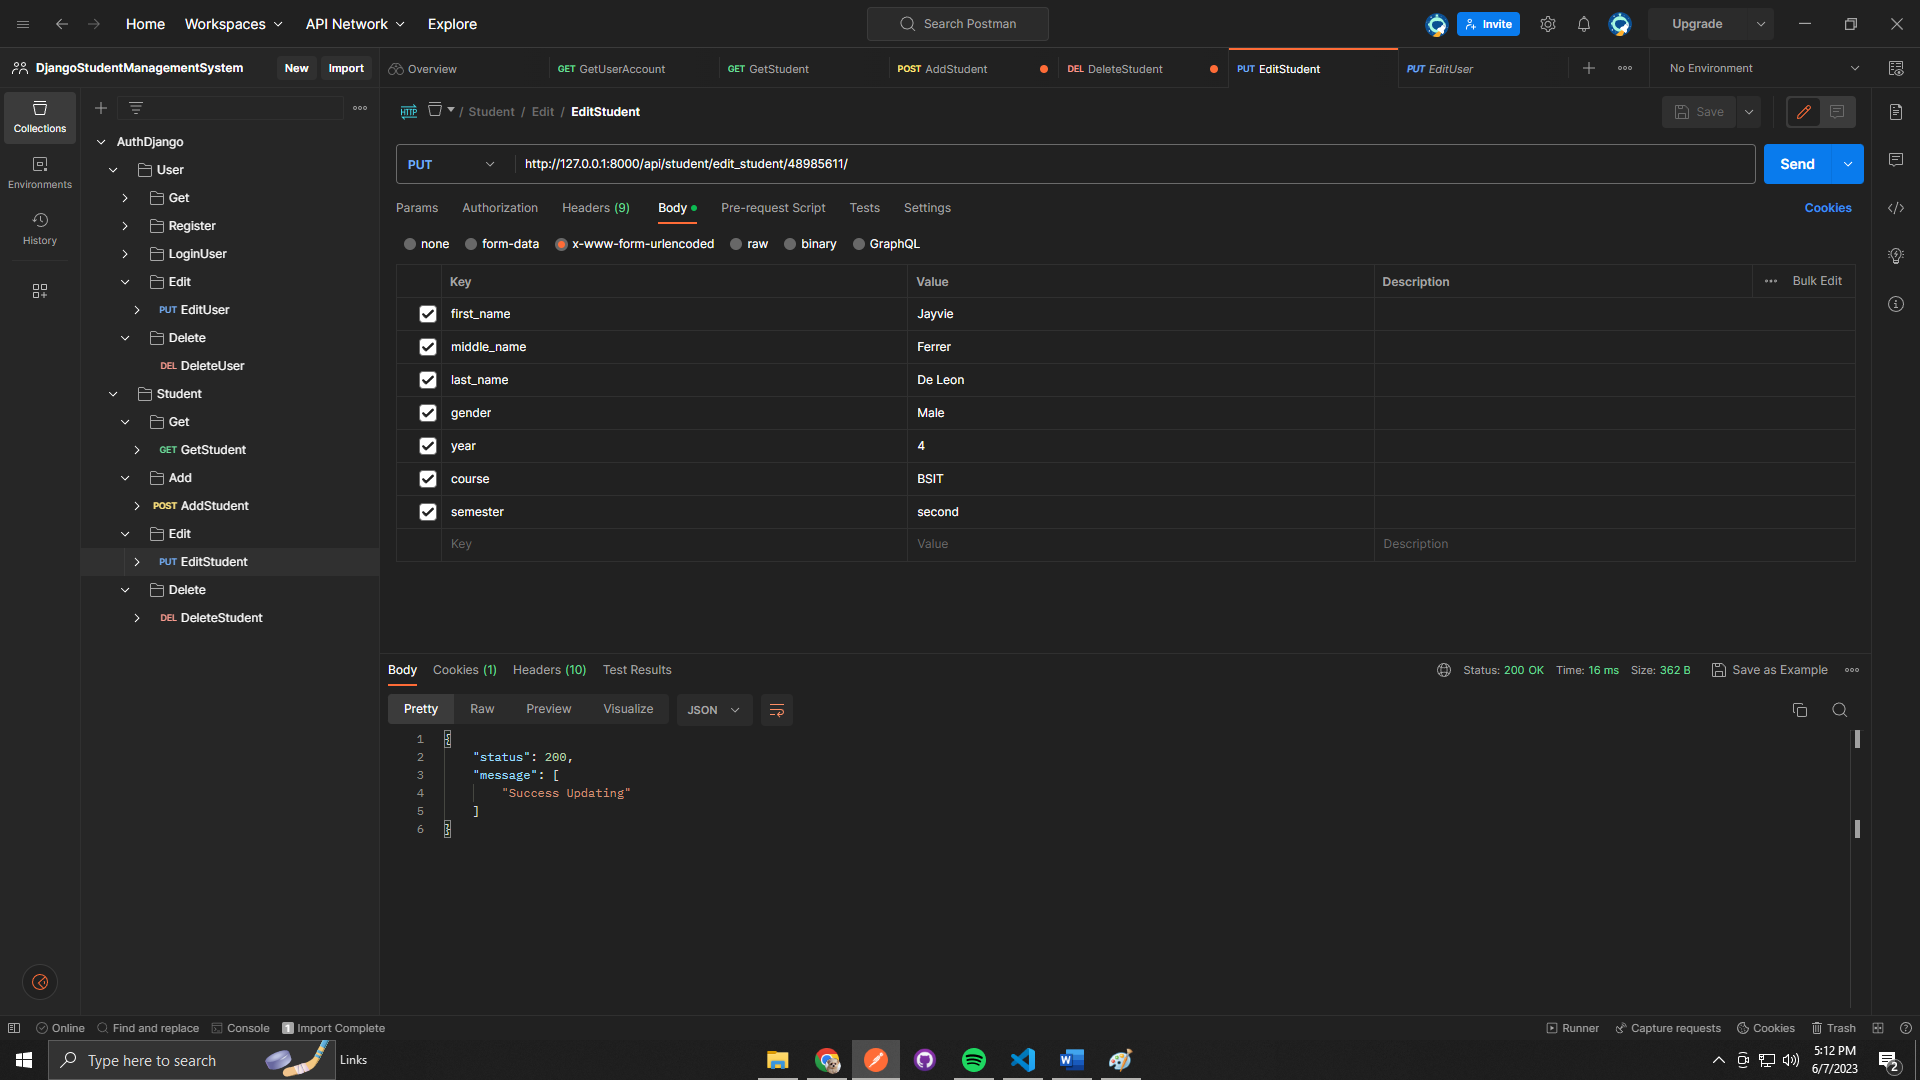 Home Workspaces API Network Explore Search Postman Invite Upgrade
DjangoStudentManagementSystem New Import Overview GET GetUserAccount GET GetStudent POST AddStudent DEL DeleteStudent PUT EditStudent PUT EditUser No Environment
Collections
Environments
History
AuthDjango
User
Get
Register
LoginUser
Edit
PUT EditUser
Delete
DEL DeleteUser
Student
Get
GET GetStudent
Add
POST AddStudent
Edit
PUT EditStudent
Delete
DEL DeleteStudent
HTTP / Student / Edit / EditStudent Save
PUT http://127.0.0.1:8000/api/student/edit_student/48985611/ Send
Params Authorization Headers (9) Body Pre-request Script Tests Settings Cookies
none form-data x-www-form-urlencoded raw binary GraphQL
Key Value Description Bulk Edit
first_name Jayvie
middle_name Ferrer
last_name De Leon
gender Male
year 4
course BSIT
semester second
Key Value Description
Body Cookies (1) Headers (10) Test Results Status: 200 OK Time: 16 ms Size: 362 B Save as Example
Pretty Raw Preview Visualize JSON
1 {
2 "status": 200,
3 "message": [
4 "Success Updating"
5 ]
6 }
Online Find and replace Console 1 Import Complete Runner Capture requests Cookies Trash
Type here to search Links 5:12 PM
6/7/2023 2